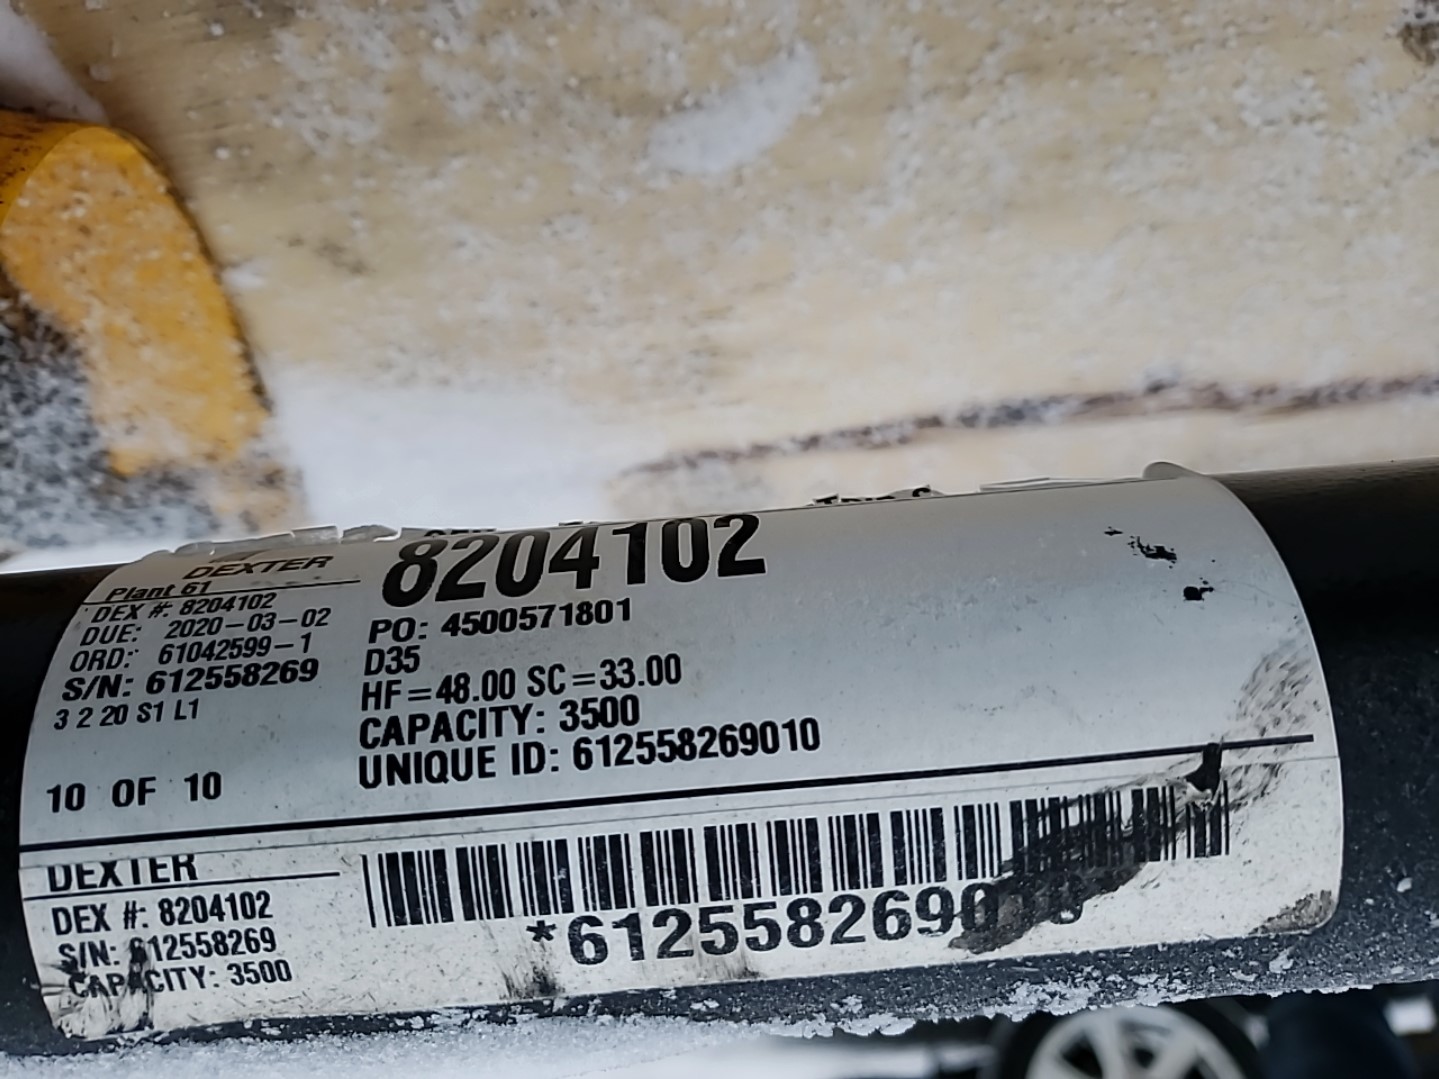 DEXTER
Plant 61
DEX #: 8204102
DUE: 2020-03-02
ORD: 61042599-1
S/N: 612558269
3 2 20 S1 L1
10 OF 10
8204102
PO: 4500571801
D35
HF=48.00 SC=33.00
CAPACITY: 3500
UNIQUE ID: 612558269010
DEXTER
DEX #: 8204102
S/N: 612558269
CAPACITY: 3500
*612558269010